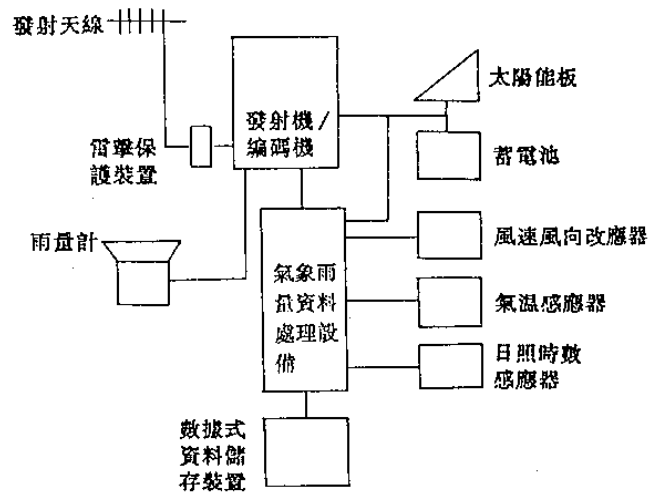 發射天線
太陽能板
發射機/
編碼機
雷擊保
護裝置
蓄電池
雨量計
風速風向改應器
氣象雨
量資料
處理設
備
氣温感應器
日照時數
感應器
數據式
資料儲
存裝置